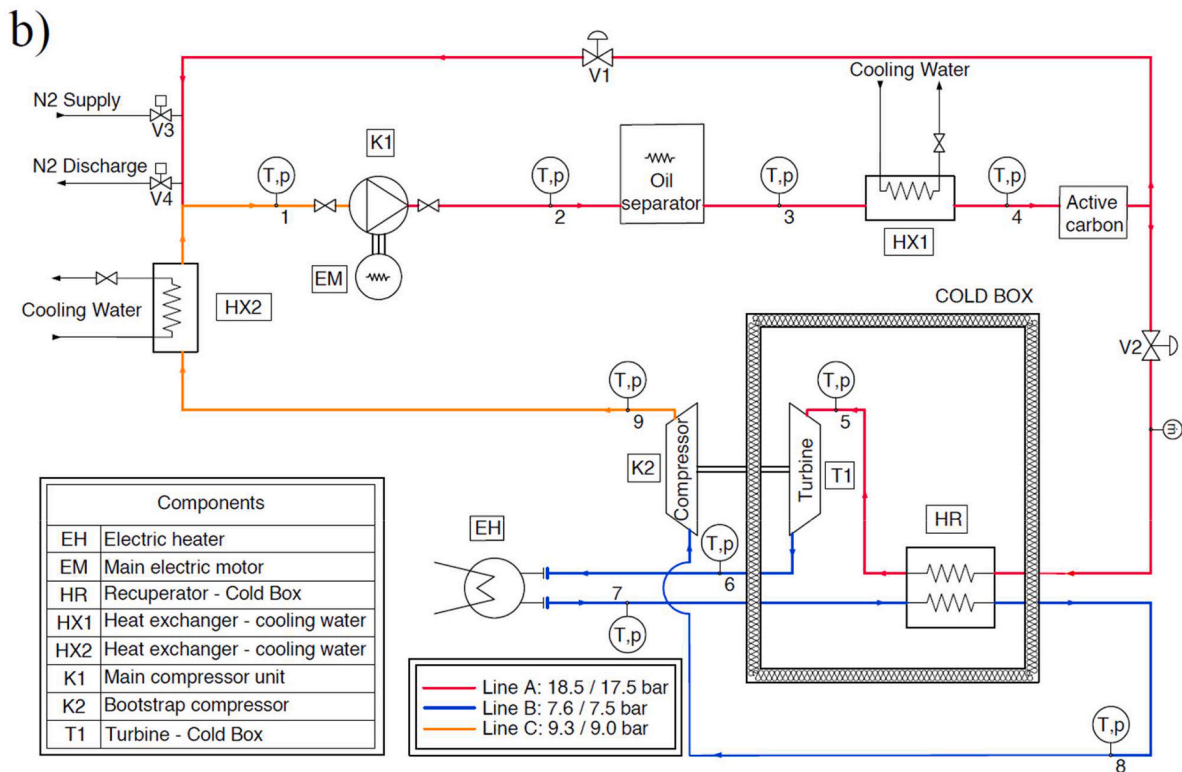 b)
V1
Cooling Water
N2 Supply
V3
K1
N2 Discharge
V4
T,p
1
T,p
2
Oil
separator
T,p
3
T,p
4
Active
carbon
HX1
EM
HX2
Cooling Water
COLD BOX
V2
T,p
9
T,p
5
K2
Compressor
Turbine
T1
ṁ
HR
EH
T,p
6
7
T,p
Components
EH Electric heater
EM Main electric motor
HR Recuperator - Cold Box
HX1 Heat exchanger - cooling water
HX2 Heat exchanger - cooling water
K1 Main compressor unit
K2 Bootstrap compressor
T1 Turbine - Cold Box
Line A: 18.5 / 17.5 bar
Line B: 7.6 / 7.5 bar
Line C: 9.3 / 9.0 bar
T,p
8